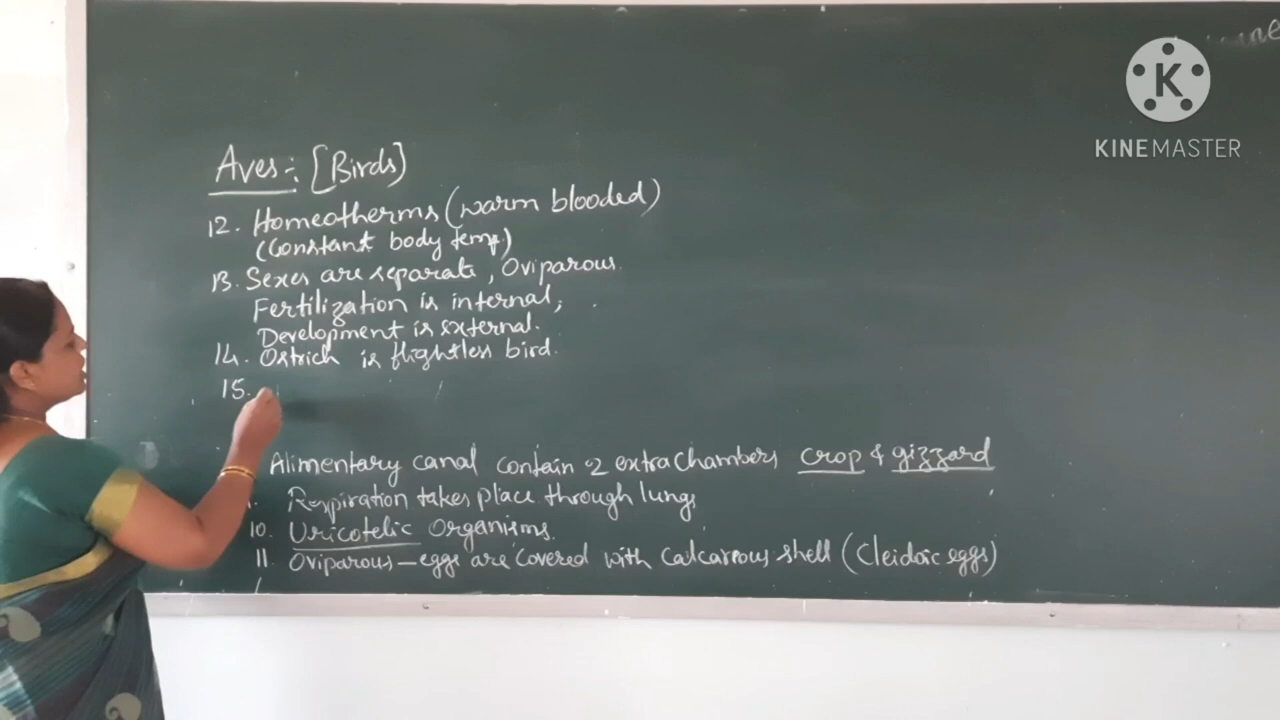 Aves:- [Birds]
12. Homeotherms (warm blooded)
(Constant body temp)
13. Sexes are separate, Oviparous
Fertilization is internal,
Development is external.
14. Ostrich is flightless bird.
15.
Alimentary canal contain 2 extra chambers crop & gizzard
Respiration takes place through lungs
10. Uricotelic Organisms.
11. Oviparous – eggs are covered with calcareous shell (Cleidoic eggs)
K
KINEMASTER